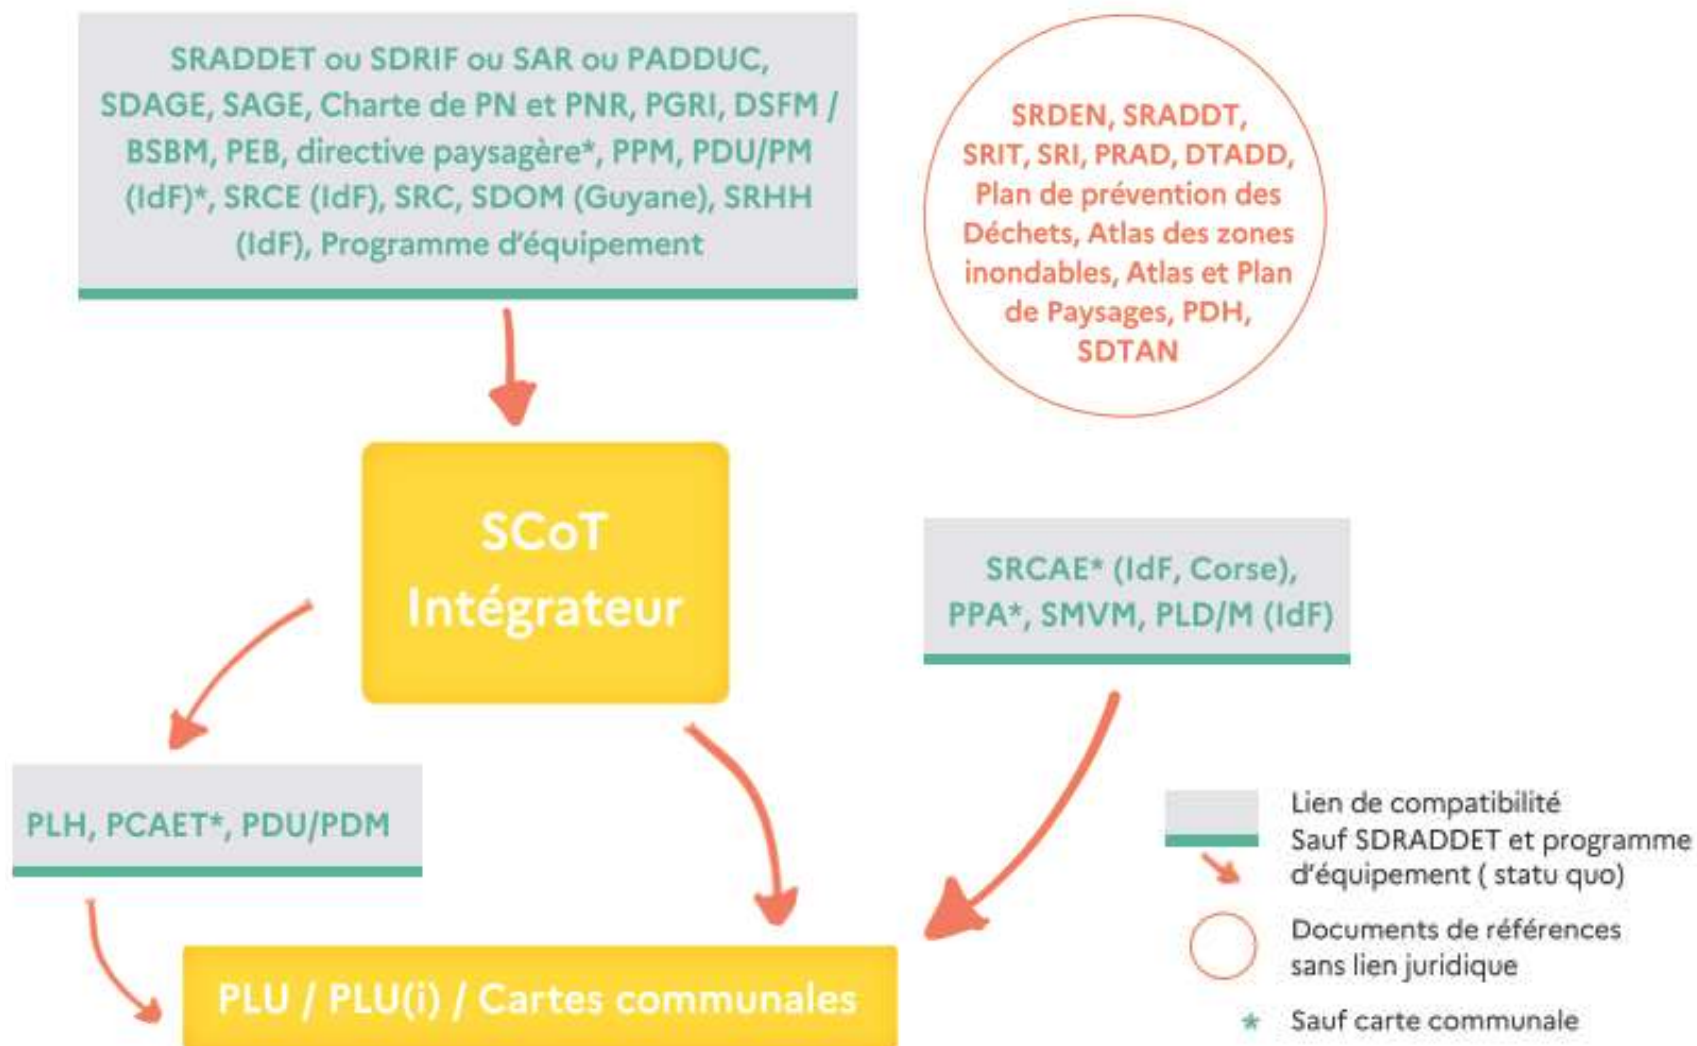 SRADDET ou SDRIF ou SAR ou PADDUC,
SDAGE, SAGE, Charte de PN et PNR, PGRI, DSFM /
BSBM, PEB, directive paysagère*, PPM, PDU/PM
(IdF)*, SRCE (IdF), SRC, SDOM (Guyane), SRHH
(IdF), Programme d'équipement
SRDEN, SRADDT,
SRIT, SRI, PRAD, DTADD,
Plan de prévention des
Déchets, Atlas des zones
inondables, Atlas et Plan
de Paysages, PDH,
SDTAN
SCoT
Intégrateur
SRCAE* (IdF, Corse),
PPA*, SMVM, PLD/M (IdF)
PLH, PCAET*, PDU/PDM
PLU / PLU(i) / Cartes communales
Lien de compatibilité
Sauf SDRADDET et programme
d'équipement ( statu quo)
Documents de références
sans lien juridique
* Sauf carte communale